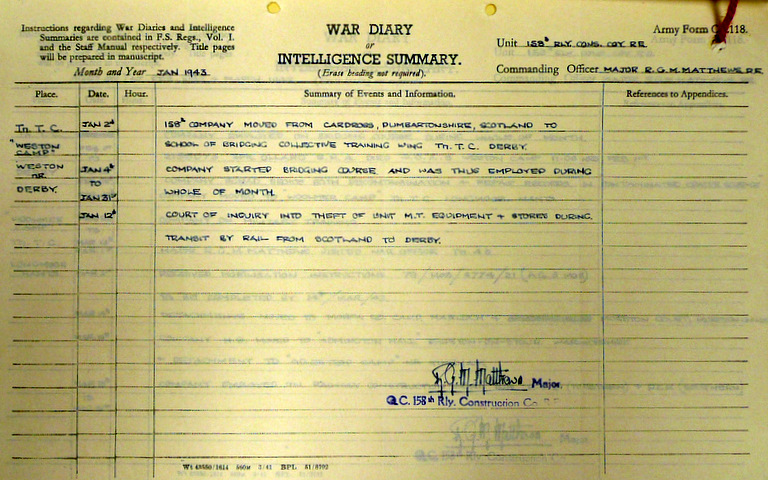 Instructions regarding War Diaries and Intelligence
Summaries are contained in F.S. Regs., Vol. I.
and the Staff Manual respectively. Title pages
will be prepared in manuscript.
Month and Year JAN 1943
WAR DIARY
or
INTELLIGENCE SUMMARY.
(Erase heading not required).
Army Form C.2118.
Unit 158th RLY. CONS. COY RE
Commanding Officer MAJOR R.G.M. MATTHEWS RE
Place. Date. Hour. Summary of Events and Information. References to Appendices.
Tn. T. C. JAN 2nd 158th COMPANY MOVED FROM CARDROSS, DUMBARTONSHIRE, SCOTLAND TO
"WESTON CAMP" SCHOOL OF BRIDGING COLLECTIVE TRAINING WING Tn. T. C. DERBY.
WESTON JAN 4th COMPANY STARTED BRIDGING COURSE AND WAS THUS EMPLOYED DURING
NR. TO
DERBY. JAN 31st WHOLE OF MONTH.
JAN 12th COURT OF INQUIRY INTO THEFT OF UNIT M.T. EQUIPMENT + STORES DURING
TRANSIT BY RAIL FROM SCOTLAND TO DERBY.
R.G.M. Matthews Major.
O.C. 158th Rly. Construction Co. R.E.
Wt 43550/1614 560M 3/41 BPL 51/8792